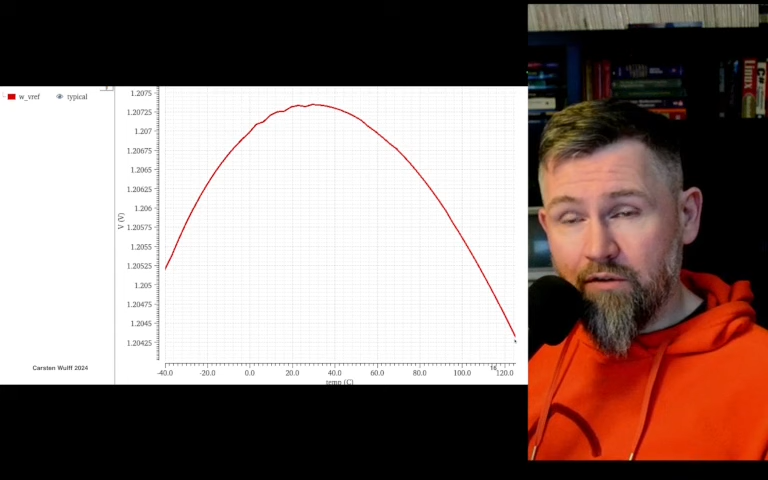 w_vref typical
1.2075
1.20725
1.207
1.20675
1.2065
1.20625
1.206
1.20575
1.2055
1.20525
1.205
1.20475
1.2045
1.20425
V (V)
-40.0 -20.0 0.0 20.0 40.0 60.0 80.0 100.0 120.0
temp (C)
Carsten Wulff 2024
16
Linux